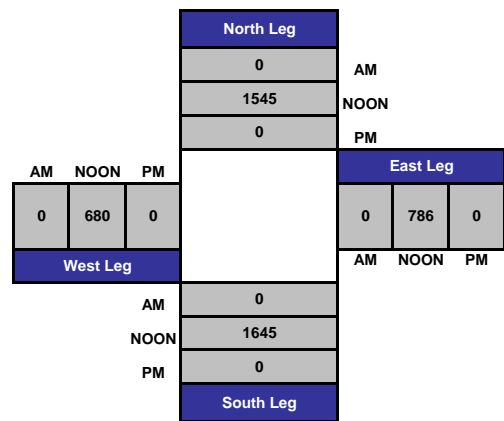 North Leg
0 AM
1545 NOON
0 PM
AM NOON PM East Leg
0 680 0 0 786 0
West Leg AM NOON PM
AM 0
NOON 1645
PM 0
South Leg